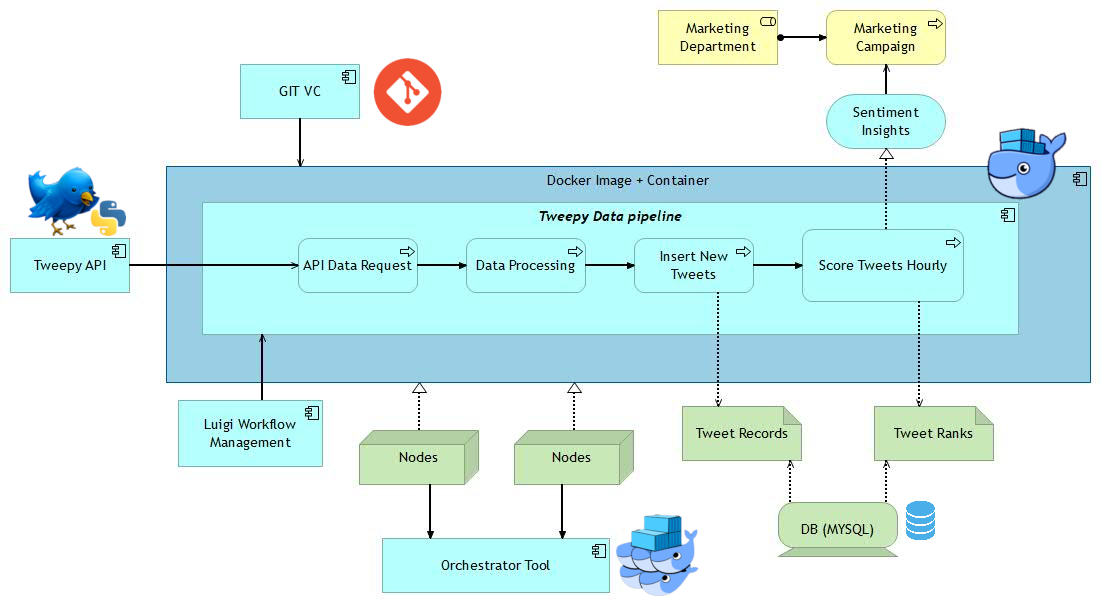 Marketing
Department
Marketing
Campaign
GIT VC
Sentiment
Insights
Docker Image + Container
Tweepy Data pipeline
Tweepy API
API Data Request
Data Processing
Insert New
Tweets
Score Tweets Hourly
Luigi Workflow
Management
Nodes
Nodes
Tweet Records
Tweet Ranks
DB (MYSQL)
Orchestrator Tool